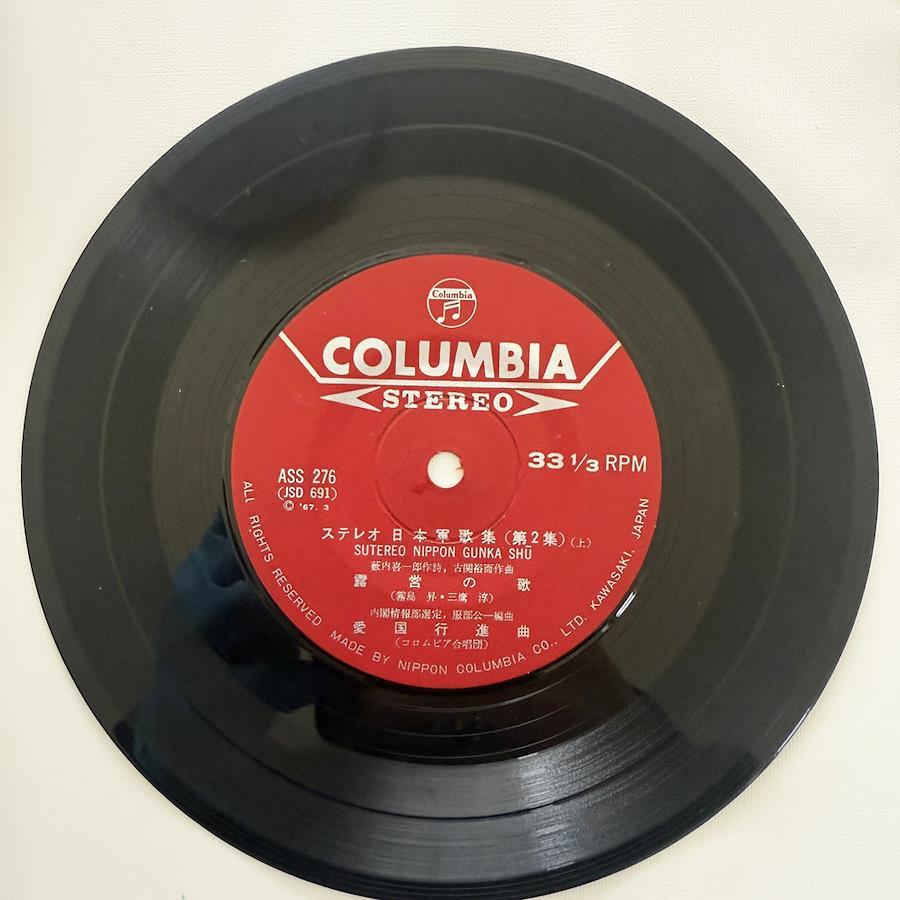 Columbia
COLUMBIA
STEREO
33 1/3 RPM
ASS 276
(JSD 691)
© '67. 3
ステレオ 日本軍歌集(第2集)(上)
SUTEREO NIPPON GUNKA SHŪ
薮内喜一郎作詩, 古関裕而作曲
露営の歌
(霧島 昇・三鷹 淳)
内閣情報部選定, 服部公一編曲
愛国行進曲
(コロムビア合唱団)
ALL RIGHTS RESERVED MADE BY NIPPON COLUMBIA CO., LTD. KAWASAKI, JAPAN